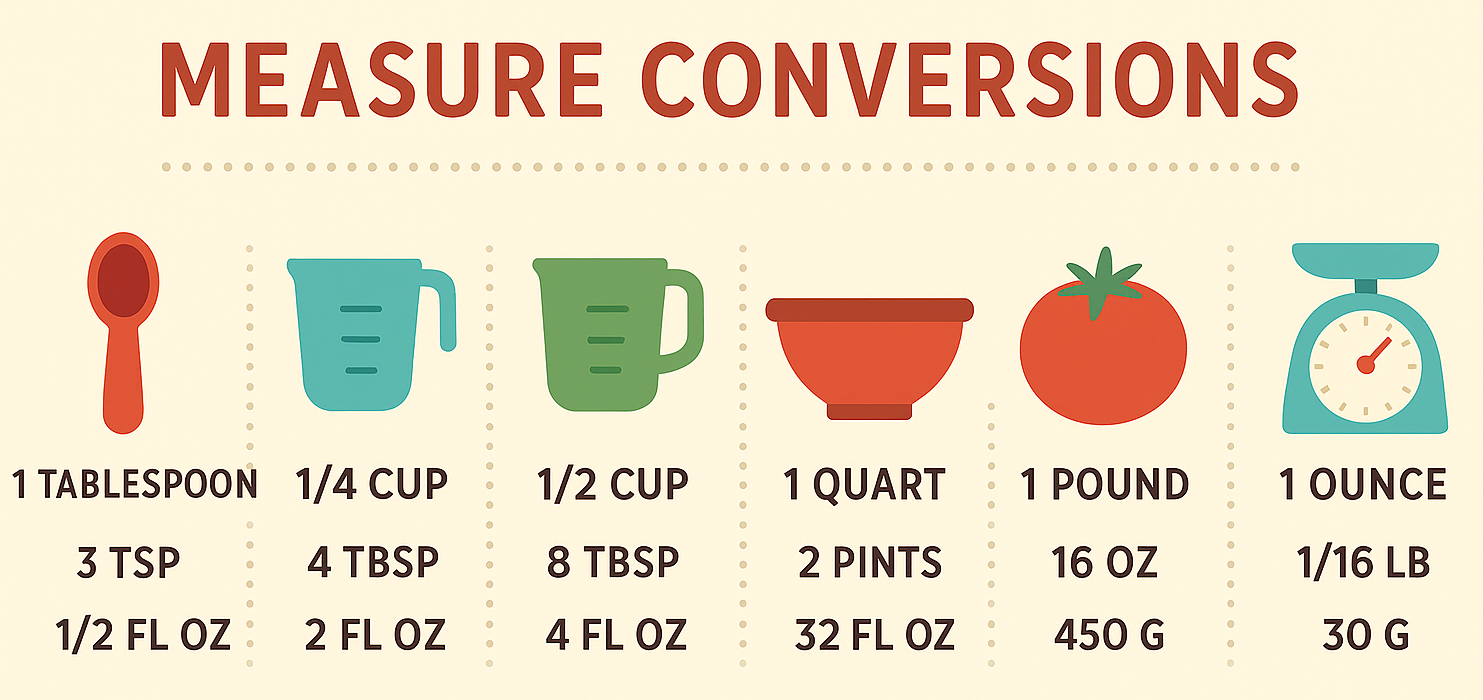 MEASURE CONVERSIONS
1 TABLESPOON
3 TSP
1/2 FL OZ
1/4 CUP
4 TBSP
2 FL OZ
1/2 CUP
8 TBSP
4 FL OZ
1 QUART
2 PINTS
32 FL OZ
1 POUND
16 OZ
450 G
1 OUNCE
1/16 LB
30 G